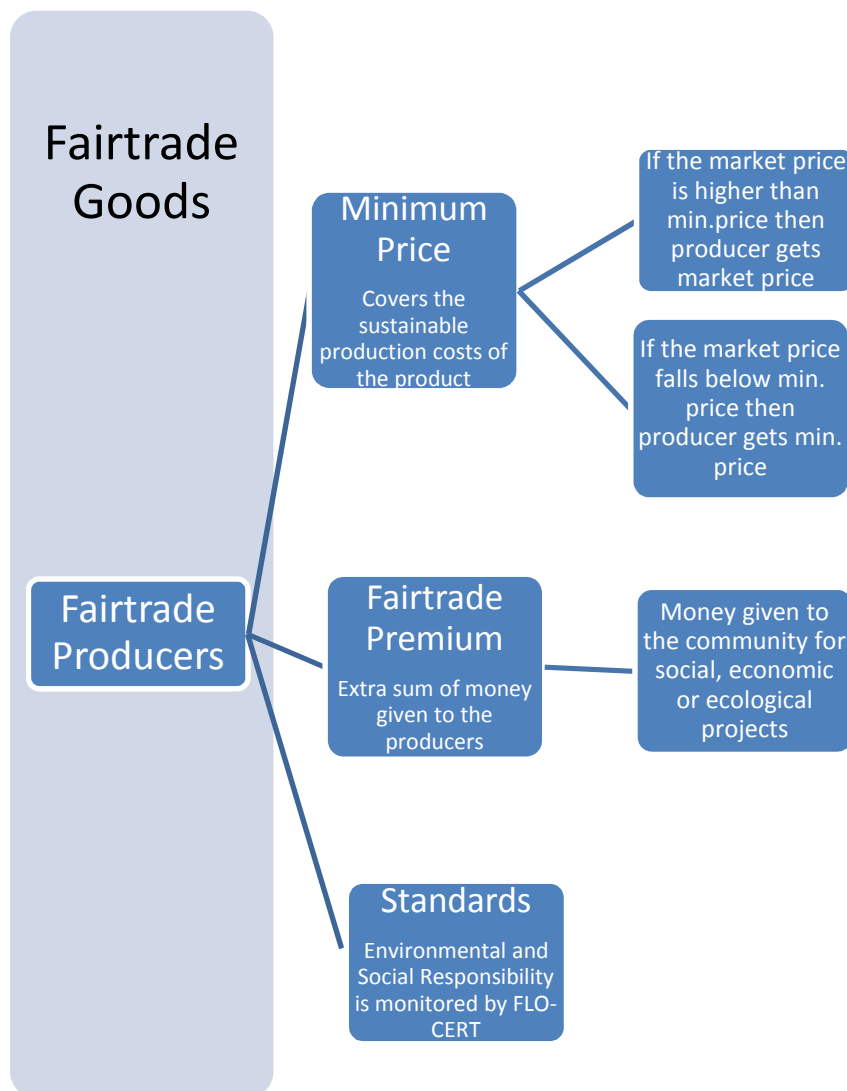 Fairtrade
Goods
Fairtrade
Producers
Minimum
Price
Covers the
sustainable
production costs of
the product
If the market price
is higher than
min.price then
producer gets
market price
If the market price
falls below min.
price then
producer gets min.
price
Fairtrade
Premium
Extra sum of money
given to the
producers
Money given to
the community for
social, economic
or ecological
projects
Standards
Environmental and
Social Responsibility
is monitored by FLO-
CERT